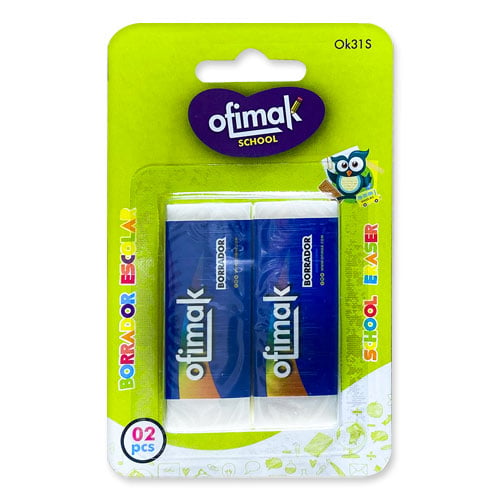 Ok31S
ofimak
SCHOOL
BORRADOR ESCOLAR
ofimak
BORRADOR
ofimak
BORRADOR
SCHOOL ERASER
02
pcs